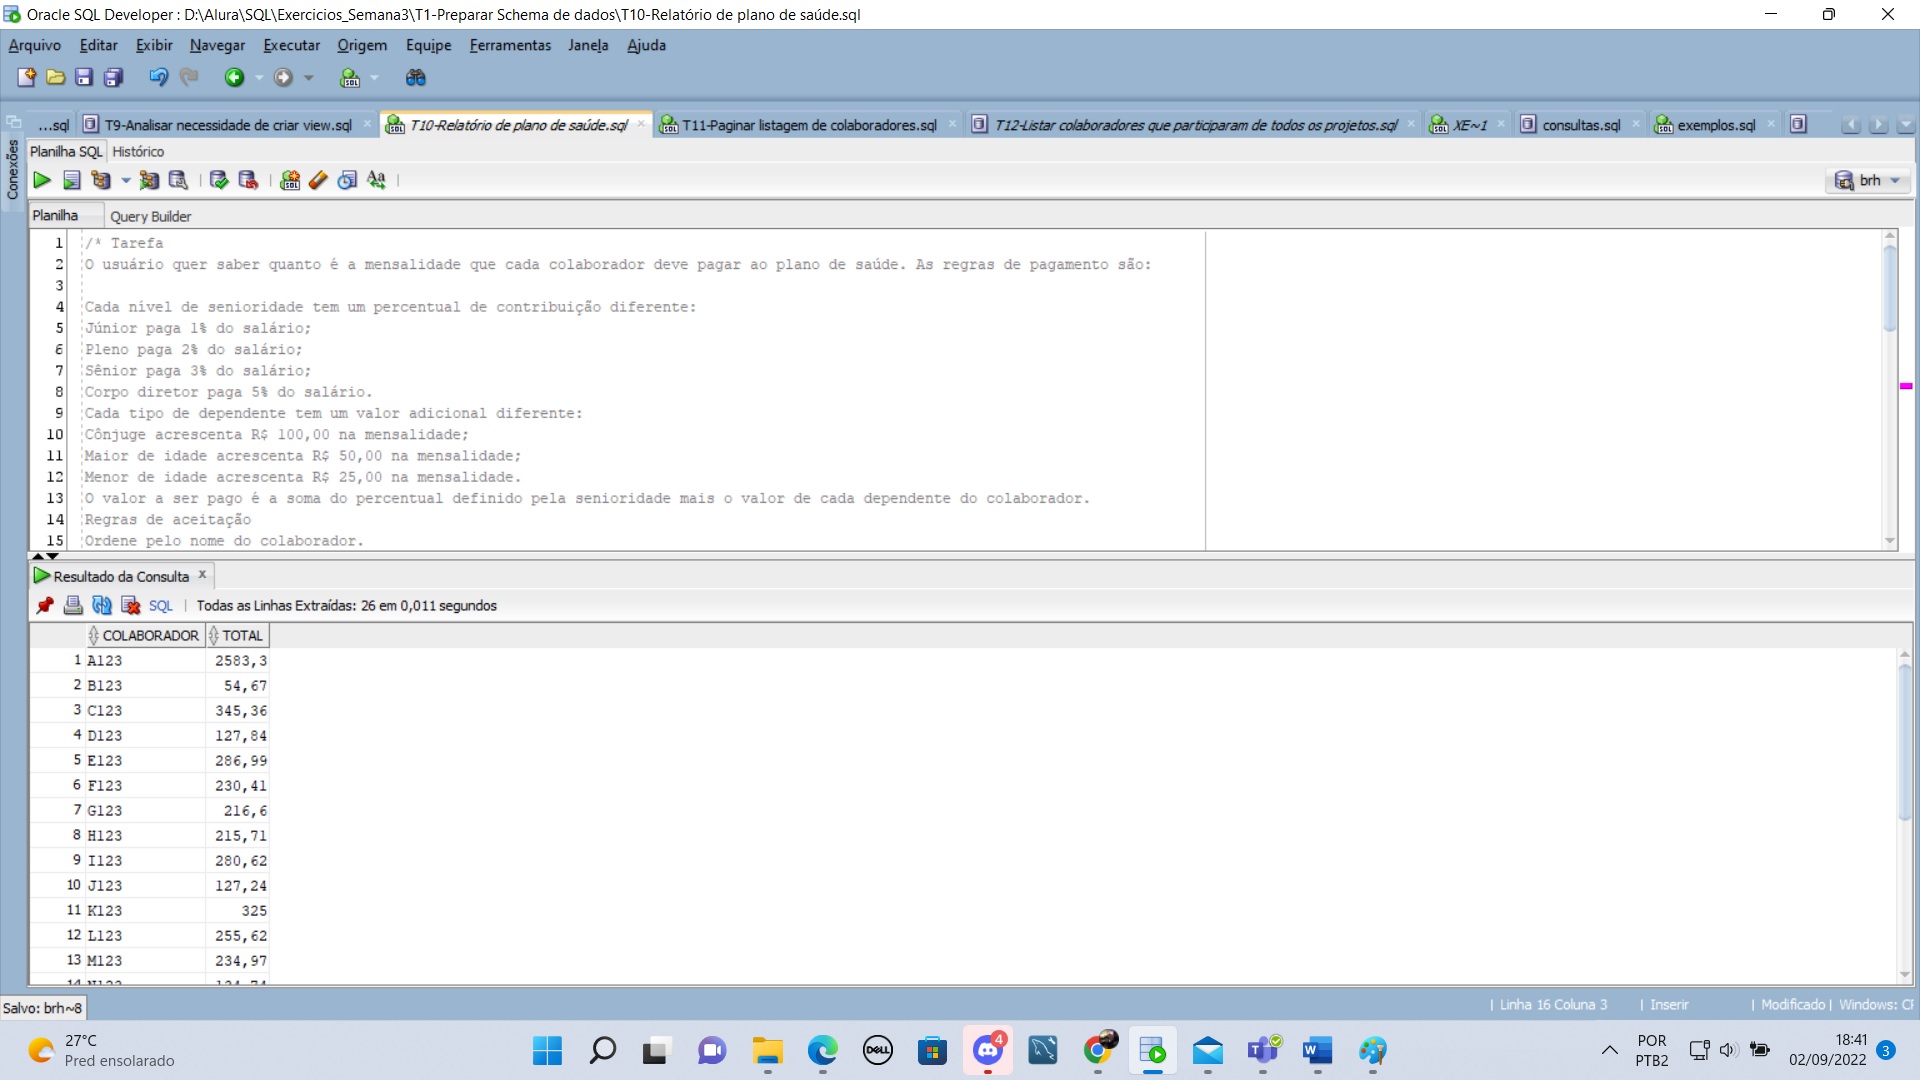 Oracle SQL Developer : D:\Alura\SQL\Exercicios_Semana3\T1-Preparar Schema de dados\T10-Relatório de plano de saúde.sql
Arquivo Editar Exibir Navegar Executar Origem Equipe Ferramentas Janela Ajuda
...sql T9-Analisar necessidade de criar view.sql T10-Relatório de plano de saúde.sql T11-Paginar listagem de colaboradores.sql T12-Listar colaboradores que participaram de todos os projetos.sql XE~1 consultas.sql exemplos.sql
Conexões
Planilha SQL Histórico
brh
Planilha Query Builder
1 /* Tarefa
2 O usuário quer saber quanto é a mensalidade que cada colaborador deve pagar ao plano de saúde. As regras de pagamento são:
3
4 Cada nível de senioridade tem um percentual de contribuição diferente:
5 Júnior paga 1% do salário;
6 Pleno paga 2% do salário;
7 Sênior paga 3% do salário;
8 Corpo diretor paga 5% do salário.
9 Cada tipo de dependente tem um valor adicional diferente:
10 Cônjuge acrescenta R$ 100,00 na mensalidade;
11 Maior de idade acrescenta R$ 50,00 na mensalidade;
12 Menor de idade acrescenta R$ 25,00 na mensalidade.
13 O valor a ser pago é a soma do percentual definido pela senioridade mais o valor de cada dependente do colaborador.
14 Regras de aceitação
15 Ordene pelo nome do colaborador.
Resultado da Consulta x
SQL | Todas as Linhas Extraídas: 26 em 0,011 segundos
COLABORADOR TOTAL
1 A123 2583,3
2 B123 54,67
3 C123 345,36
4 D123 127,84
5 E123 286,99
6 F123 230,41
7 G123 216,6
8 H123 215,71
9 I123 280,62
10 J123 127,24
11 K123 325
12 L123 255,62
13 M123 234,97
Salvo: brh~8
| Linha 16 Coluna 3 | Inserir | Modificado | Windows: CR
27°C
Pred ensolarado
DELL
4
POR
PTB2
18:41
02/09/2022
3